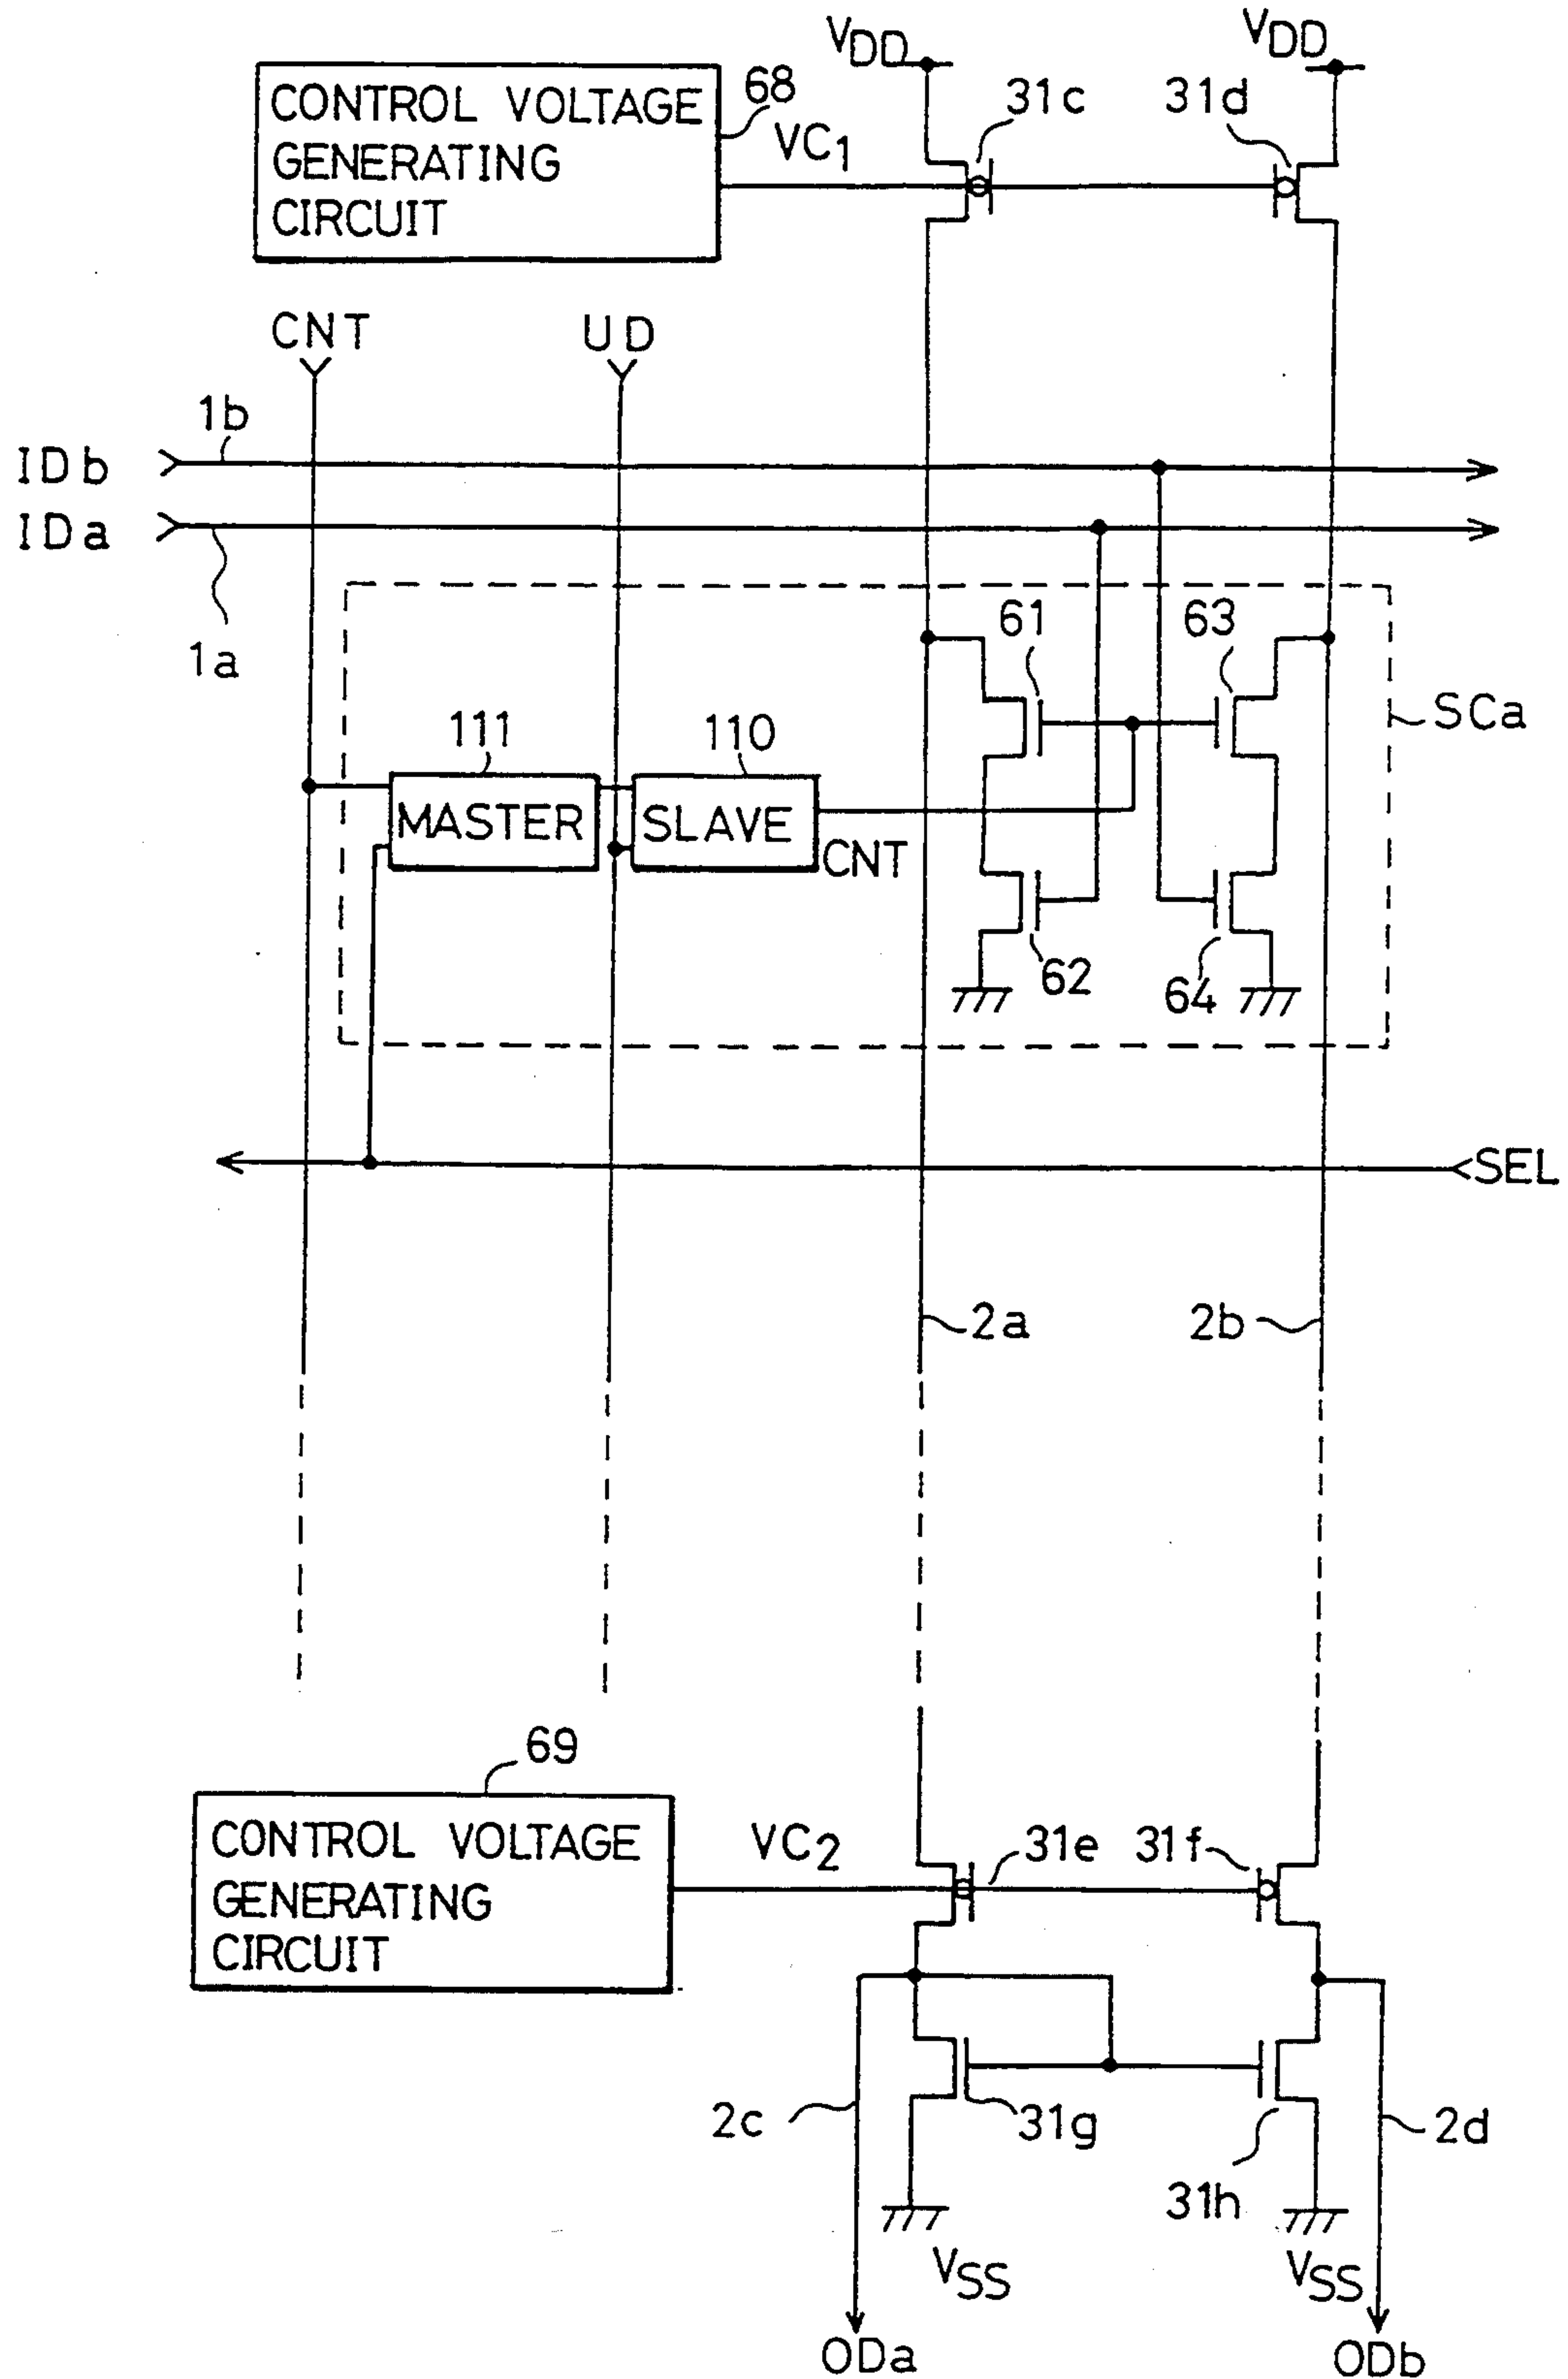 VDD
VDD
CONTROL VOLTAGE
GENERATING
CIRCUIT
68
VC1
31c
31d
CNT
UD
1b
IDb
IDa
1a
61
63
SCa
111
110
MASTER
SLAVE
CNT
62
64
SEL
2a
2b
69
CONTROL VOLTAGE
GENERATING
CIRCUIT
VC2
31e
31f
2c
31g
2d
31h
VSS
VSS
ODa
ODb